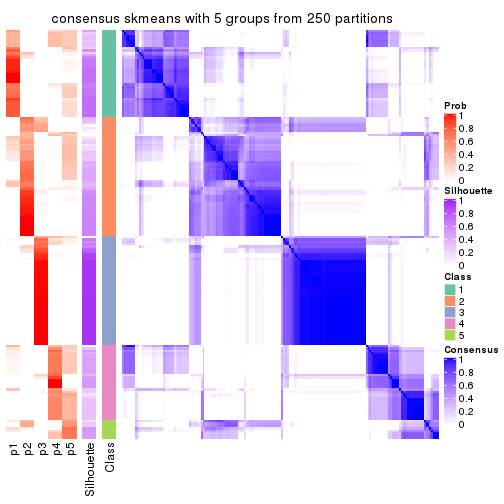 consensus skmeans with 5 groups from 250 partitions
p1
p2
p3
p4
p5
Silhouette
Class
Prob
1
0.8
0.6
0.4
0.2
0
Silhouette
1
0.8
0.6
0.4
0.2
0
Class
1
2
3
4
5
Consensus
1
0.8
0.6
0.4
0.2
0